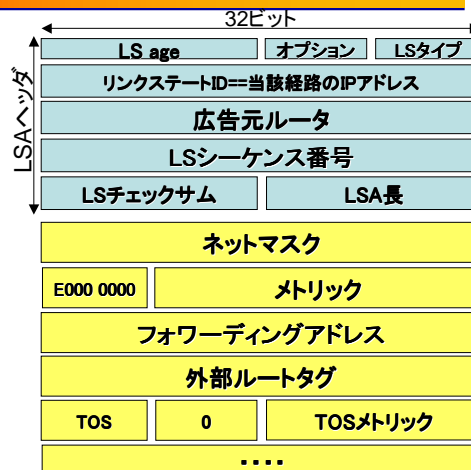 32ビット
LSAヘッダ
LS age オプション LSタイプ
リンクステートID==当該経路のIPアドレス
広告元ルータ
LSシーケンス番号
LSチェックサム LSA長
ネットマスク
E000 0000 メトリック
フォワーディングアドレス
外部ルートタグ
TOS 0 TOSメトリック
....